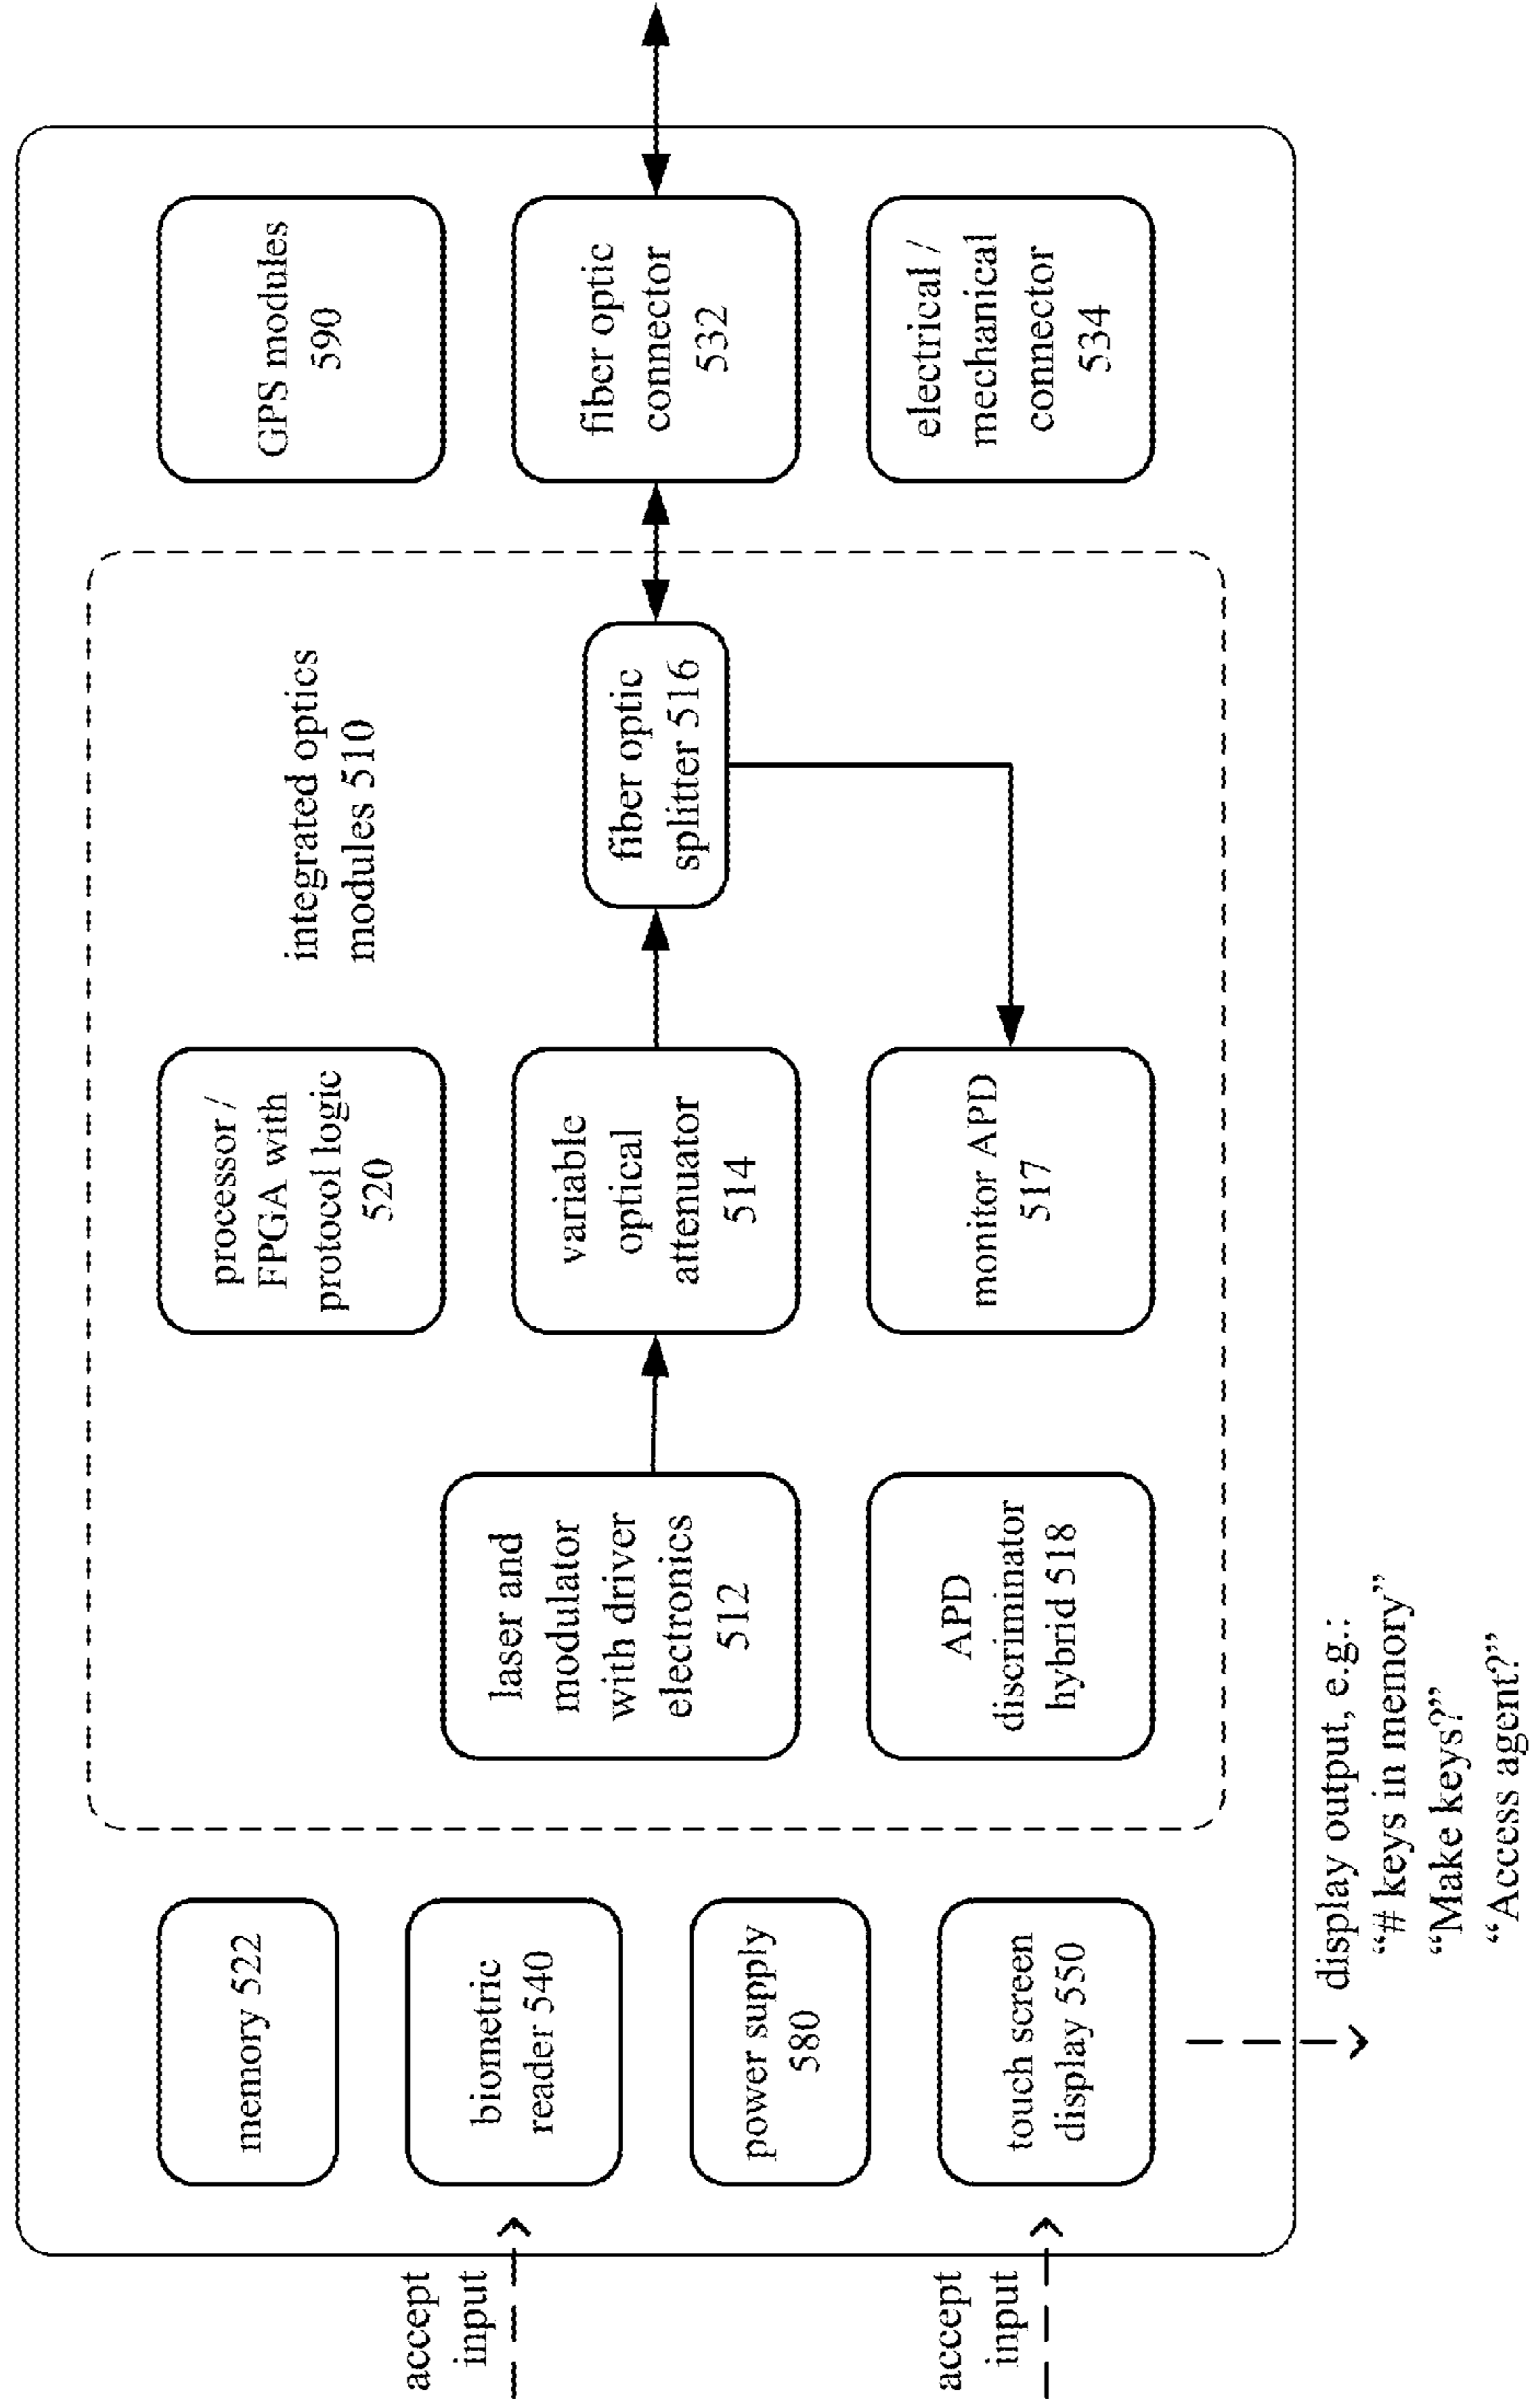 accept
input
accept
input
memory 522
biometric
reader 540
power supply
580
touch screen
display 550
display output, e.g.:
“# keys in memory”
“Make keys?”
“Access agent?”
laser and
modulator
with driver
electronics
512
APD
discriminator
hybrid 518
processor /
FPGA with
protocol logic
520
variable
optical
attenuator
514
monitor APD
517
integrated optics
modules 510
fiber optic
splitter 516
GPS modules
590
fiber optic
connector
532
electrical /
mechanical
connector
534